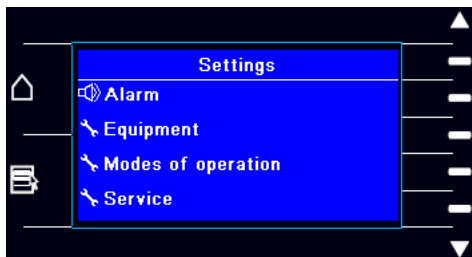 Settings
Alarm
Equipment
Modes of operation
Service